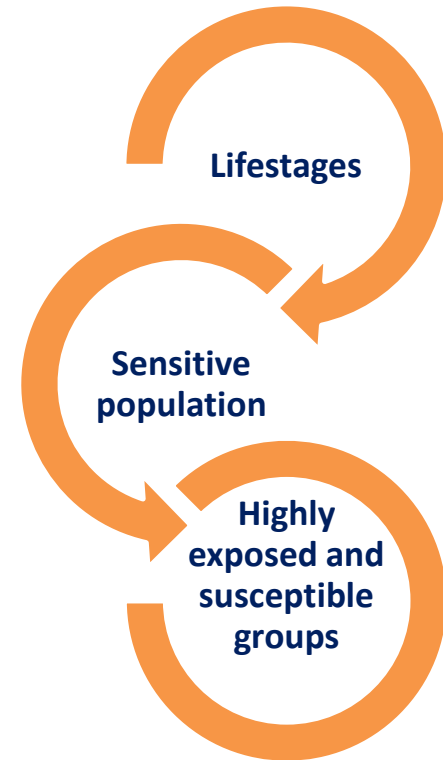 Lifestages
Sensitive
population
Highly
exposed and
susceptible
groups